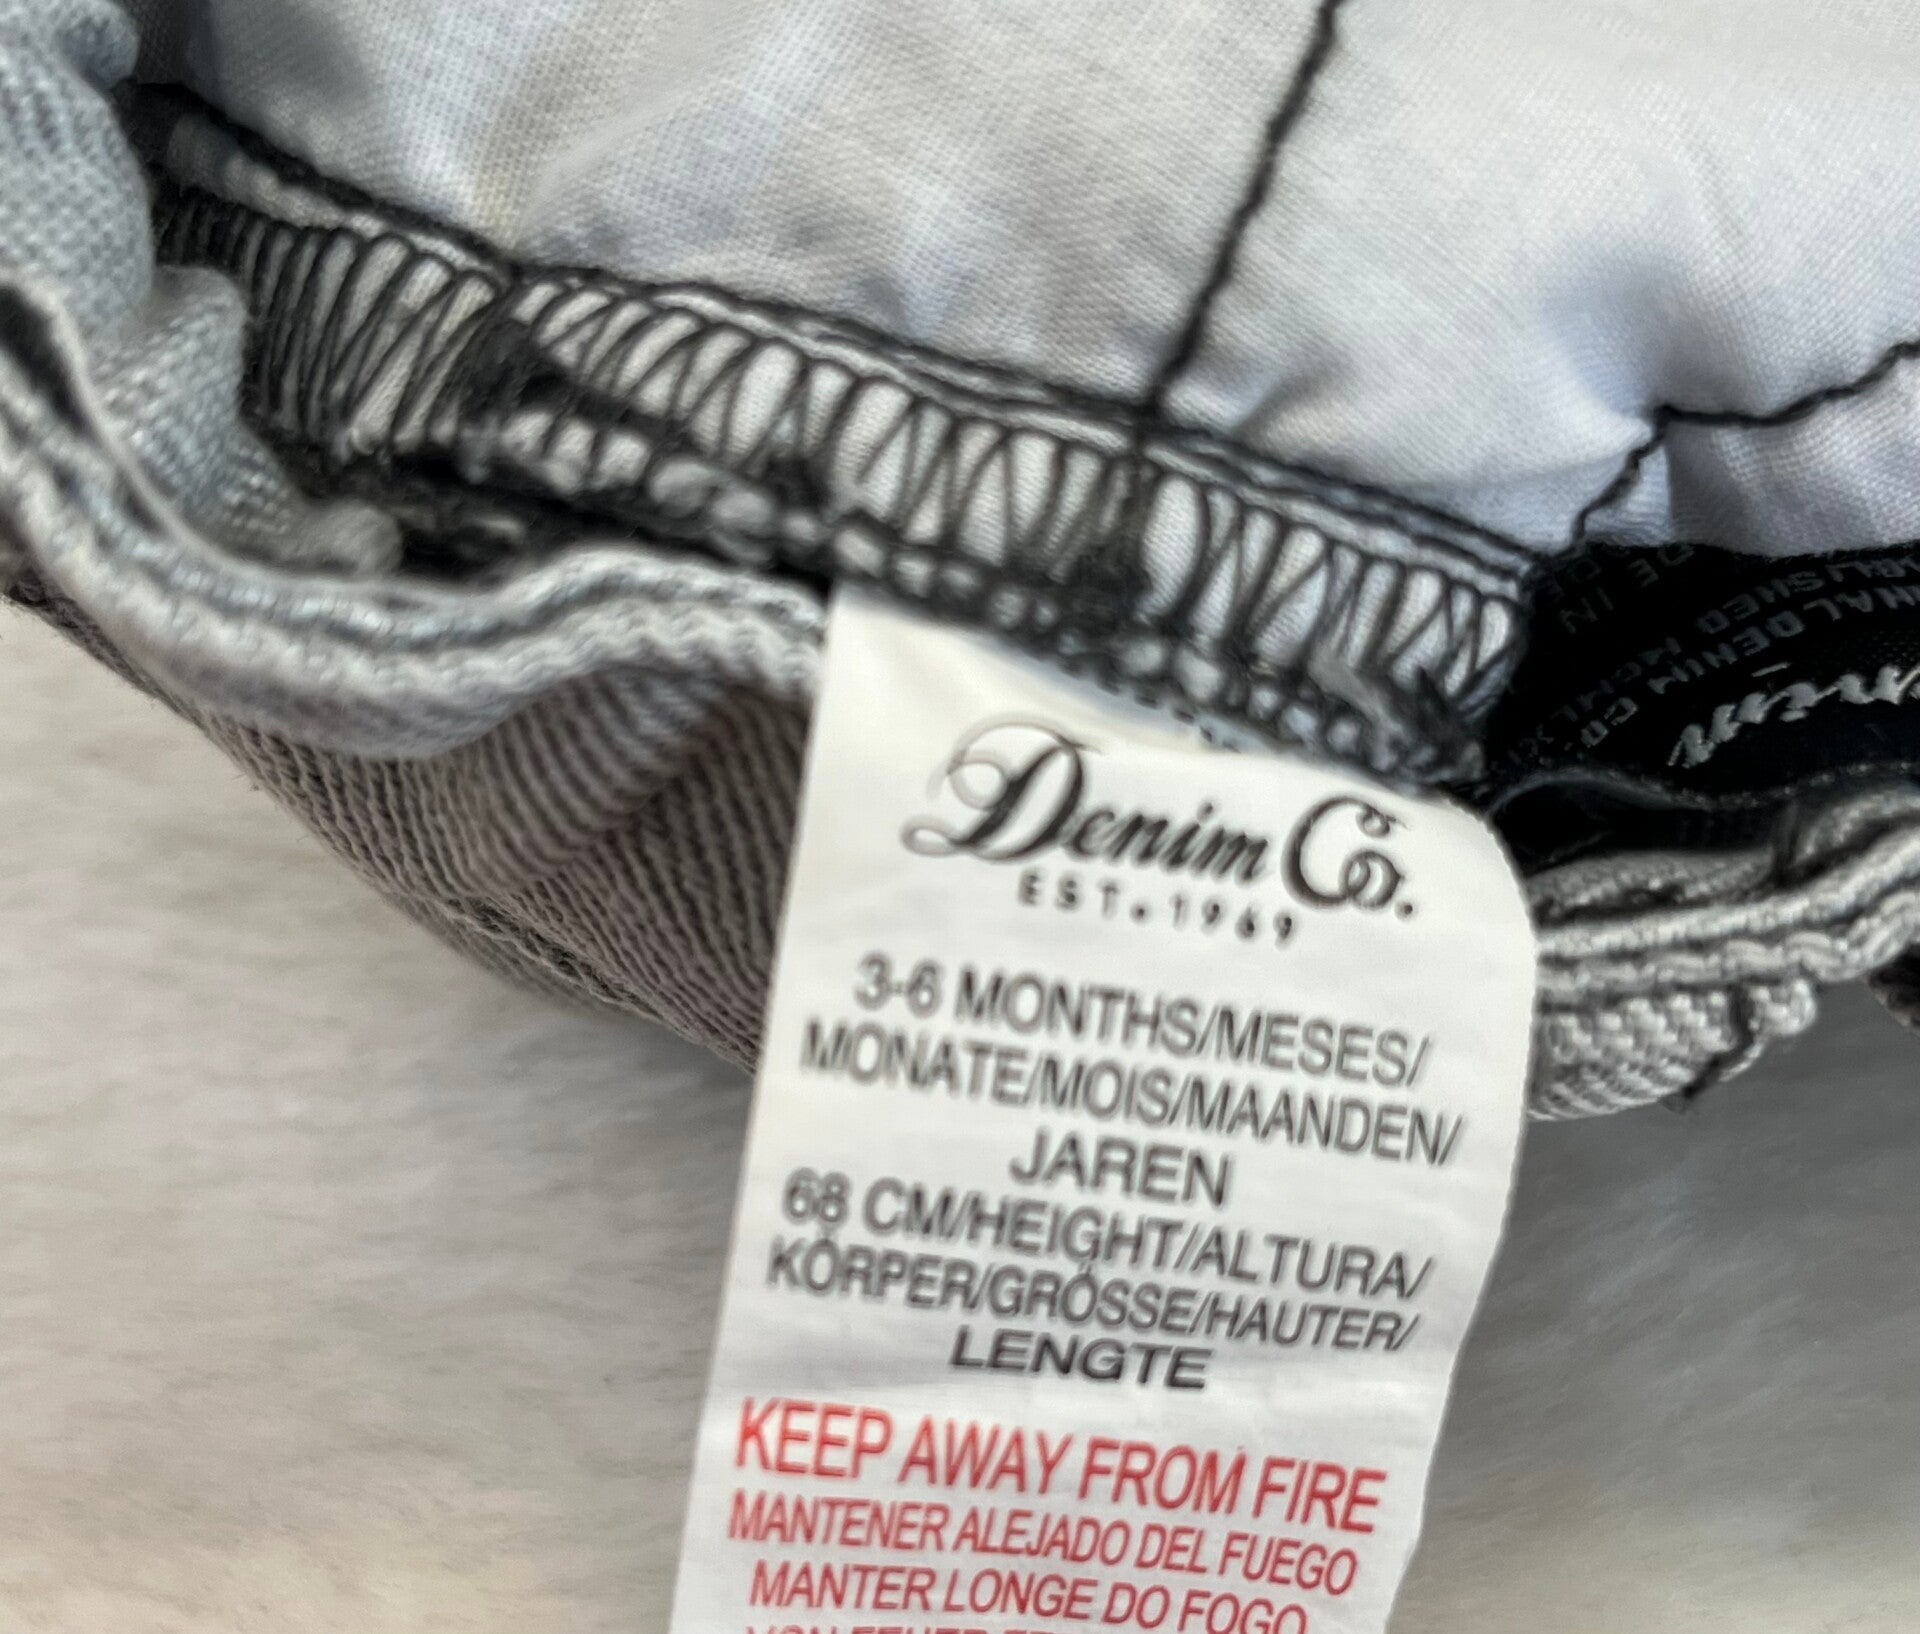 Denim Co.
EST. 1969
3-6 MONTHS/MESES/
MONATE/MOIS/MAANDEN/
JAREN
68 CM/HEIGHT/ALTURA/
KÖRPER/GRÖSSE/HAUTER/
LENGTE
KEEP AWAY FROM FIRE
MANTENER ALEJADO DEL FUEGO
MANTER LONGE DO FOGO